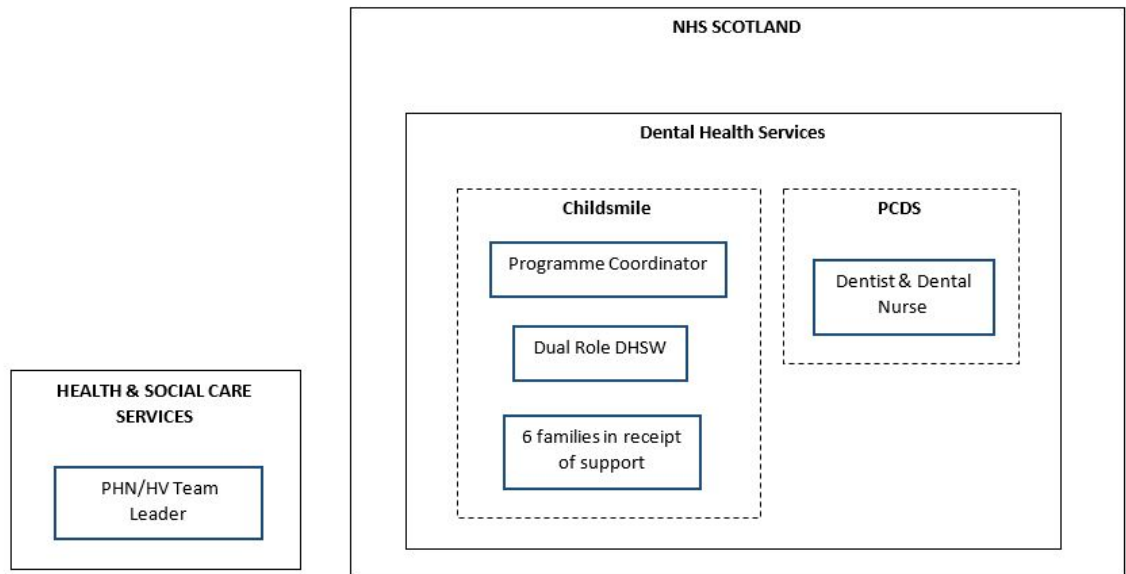 NHS SCOTLAND
Dental Health Services
Childsmile
Programme Coordinator
Dual Role DHSW
6 families in receipt
of support
PCDS
Dentist & Dental
Nurse
HEALTH & SOCIAL CARE
SERVICES
PHN/HV Team
Leader